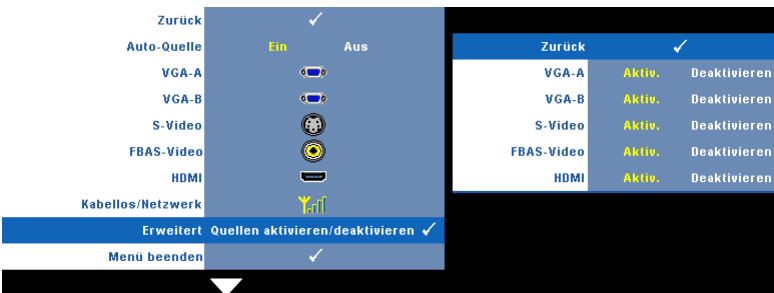 Zurück
Auto-Quelle Ein Aus
VGA-A
VGA-B
S-Video
FBAS-Video
HDMI
Kabellos/Netzwerk
Erweitert Quellen aktivieren/deaktivieren
Menü beenden
Zurück
VGA-A Aktiv. Deaktivieren
VGA-B Aktiv. Deaktivieren
S-Video Aktiv. Deaktivieren
FBAS-Video Aktiv. Deaktivieren
HDMI Aktiv. Deaktivieren